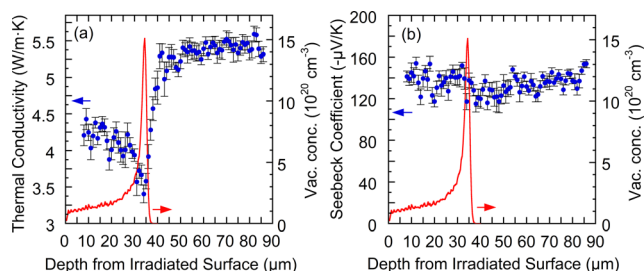 (a)
Thermal Conductivity (W/m·K)
5.5
5
4.5
4
3.5
3
15
10
5
0
Vac. conc. (10²⁰ cm⁻³)
0 10 20 30 40 50 60 70 80 90
Depth from Irradiated Surface (μm)
(b)
Seebeck Coefficient (-μV/K)
200
160
120
80
40
0
15
10
5
0
Vac. conc. (10²⁰ cm⁻³)
0 10 20 30 40 50 60 70 80 90
Depth from Irradiated Surface (μm)